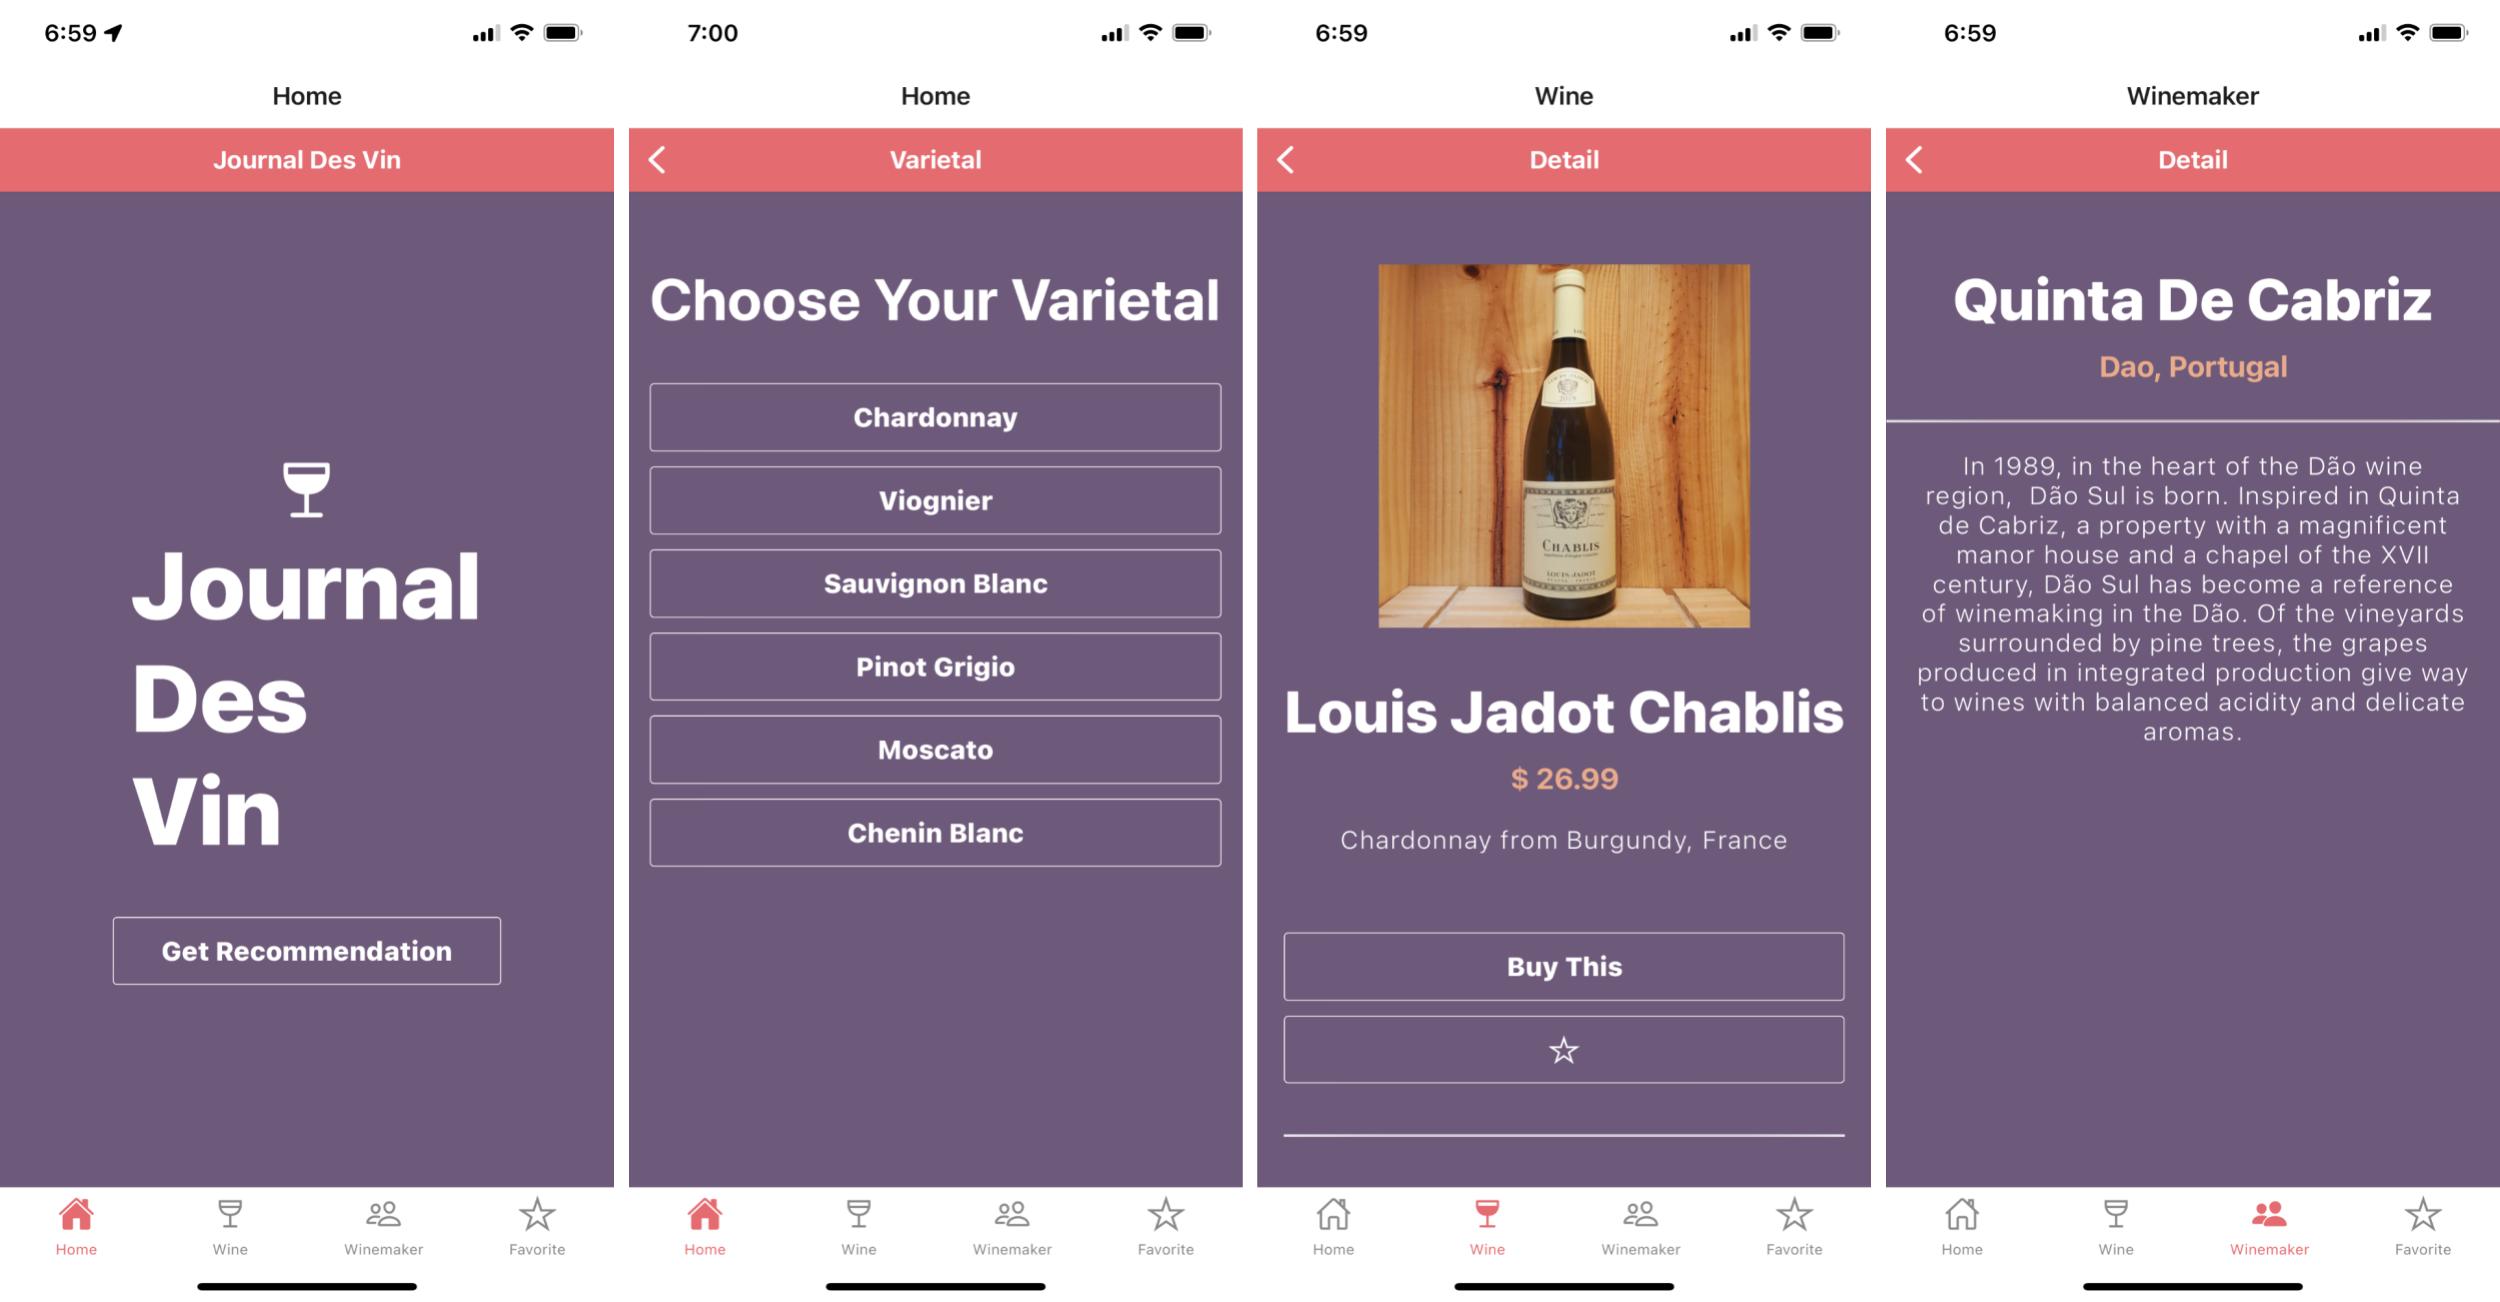 6:59
Home
Journal Des Vin
Journal
Des
Vin
Get Recommendation
Home
Wine
Winemaker
Favorite
7:00
Home
Varietal
Choose Your Varietal
Chardonnay
Viognier
Sauvignon Blanc
Pinot Grigio
Moscato
Chenin Blanc
Home
Wine
Winemaker
Favorite
6:59
Wine
Detail
2019
CHABLIS
LOUIS JADOT
Louis Jadot Chablis
$ 26.99
Chardonnay from Burgundy, France
Buy This
Home
Wine
Winemaker
Favorite
6:59
Winemaker
Detail
Quinta De Cabriz
Dao, Portugal
In 1989, in the heart of the Dão wine
region, Dão Sul is born. Inspired in Quinta
de Cabriz, a property with a magnificent
manor house and a chapel of the XVII
century, Dão Sul has become a reference
of winemaking in the Dão. Of the vineyards
surrounded by pine trees, the grapes
produced in integrated production give way
to wines with balanced acidity and delicate
aromas.
Home
Wine
Winemaker
Favorite